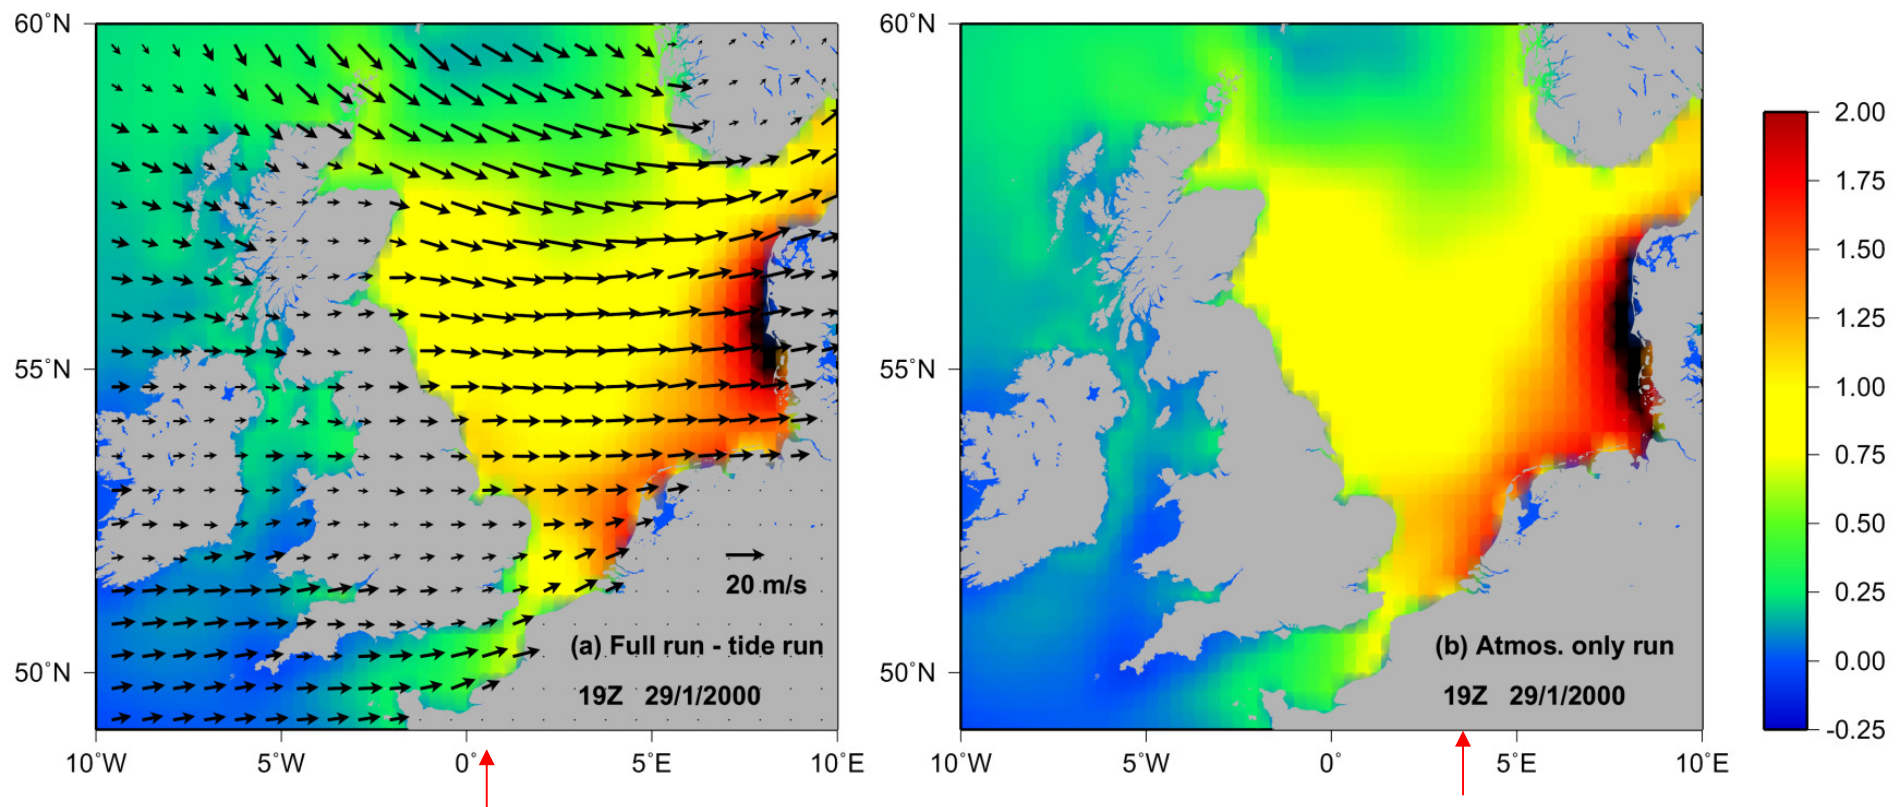 60°N
55°N
50°N
20 m/s
(a) Full run - tide run
19Z 29/1/2000
10°W 5°W 0° 5°E 10°E
60°N
55°N
50°N
(b) Atmos. only run
19Z 29/1/2000
10°W 5°W 0° 5°E 10°E
2.00
1.75
1.50
1.25
1.00
0.75
0.50
0.25
0.00
-0.25